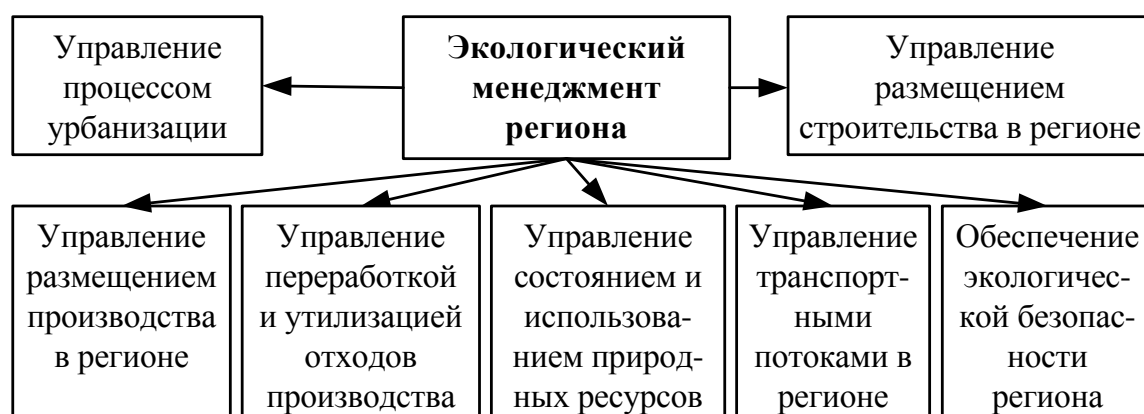 Управление
процессом
урбанизации
Экологический
менеджмент
региона
Управление
размещением
строительства в регионе
Управление
размещением
производства
в регионе
Управление
переработкой
и утилизацией
отходов
производства
Управление
состоянием и
использова-
нием природ-
ных ресурсов
Управление
транспорт-
ными
потоками в
регионе
Обеспечение
экологичес-
кой безопас-
ности
региона